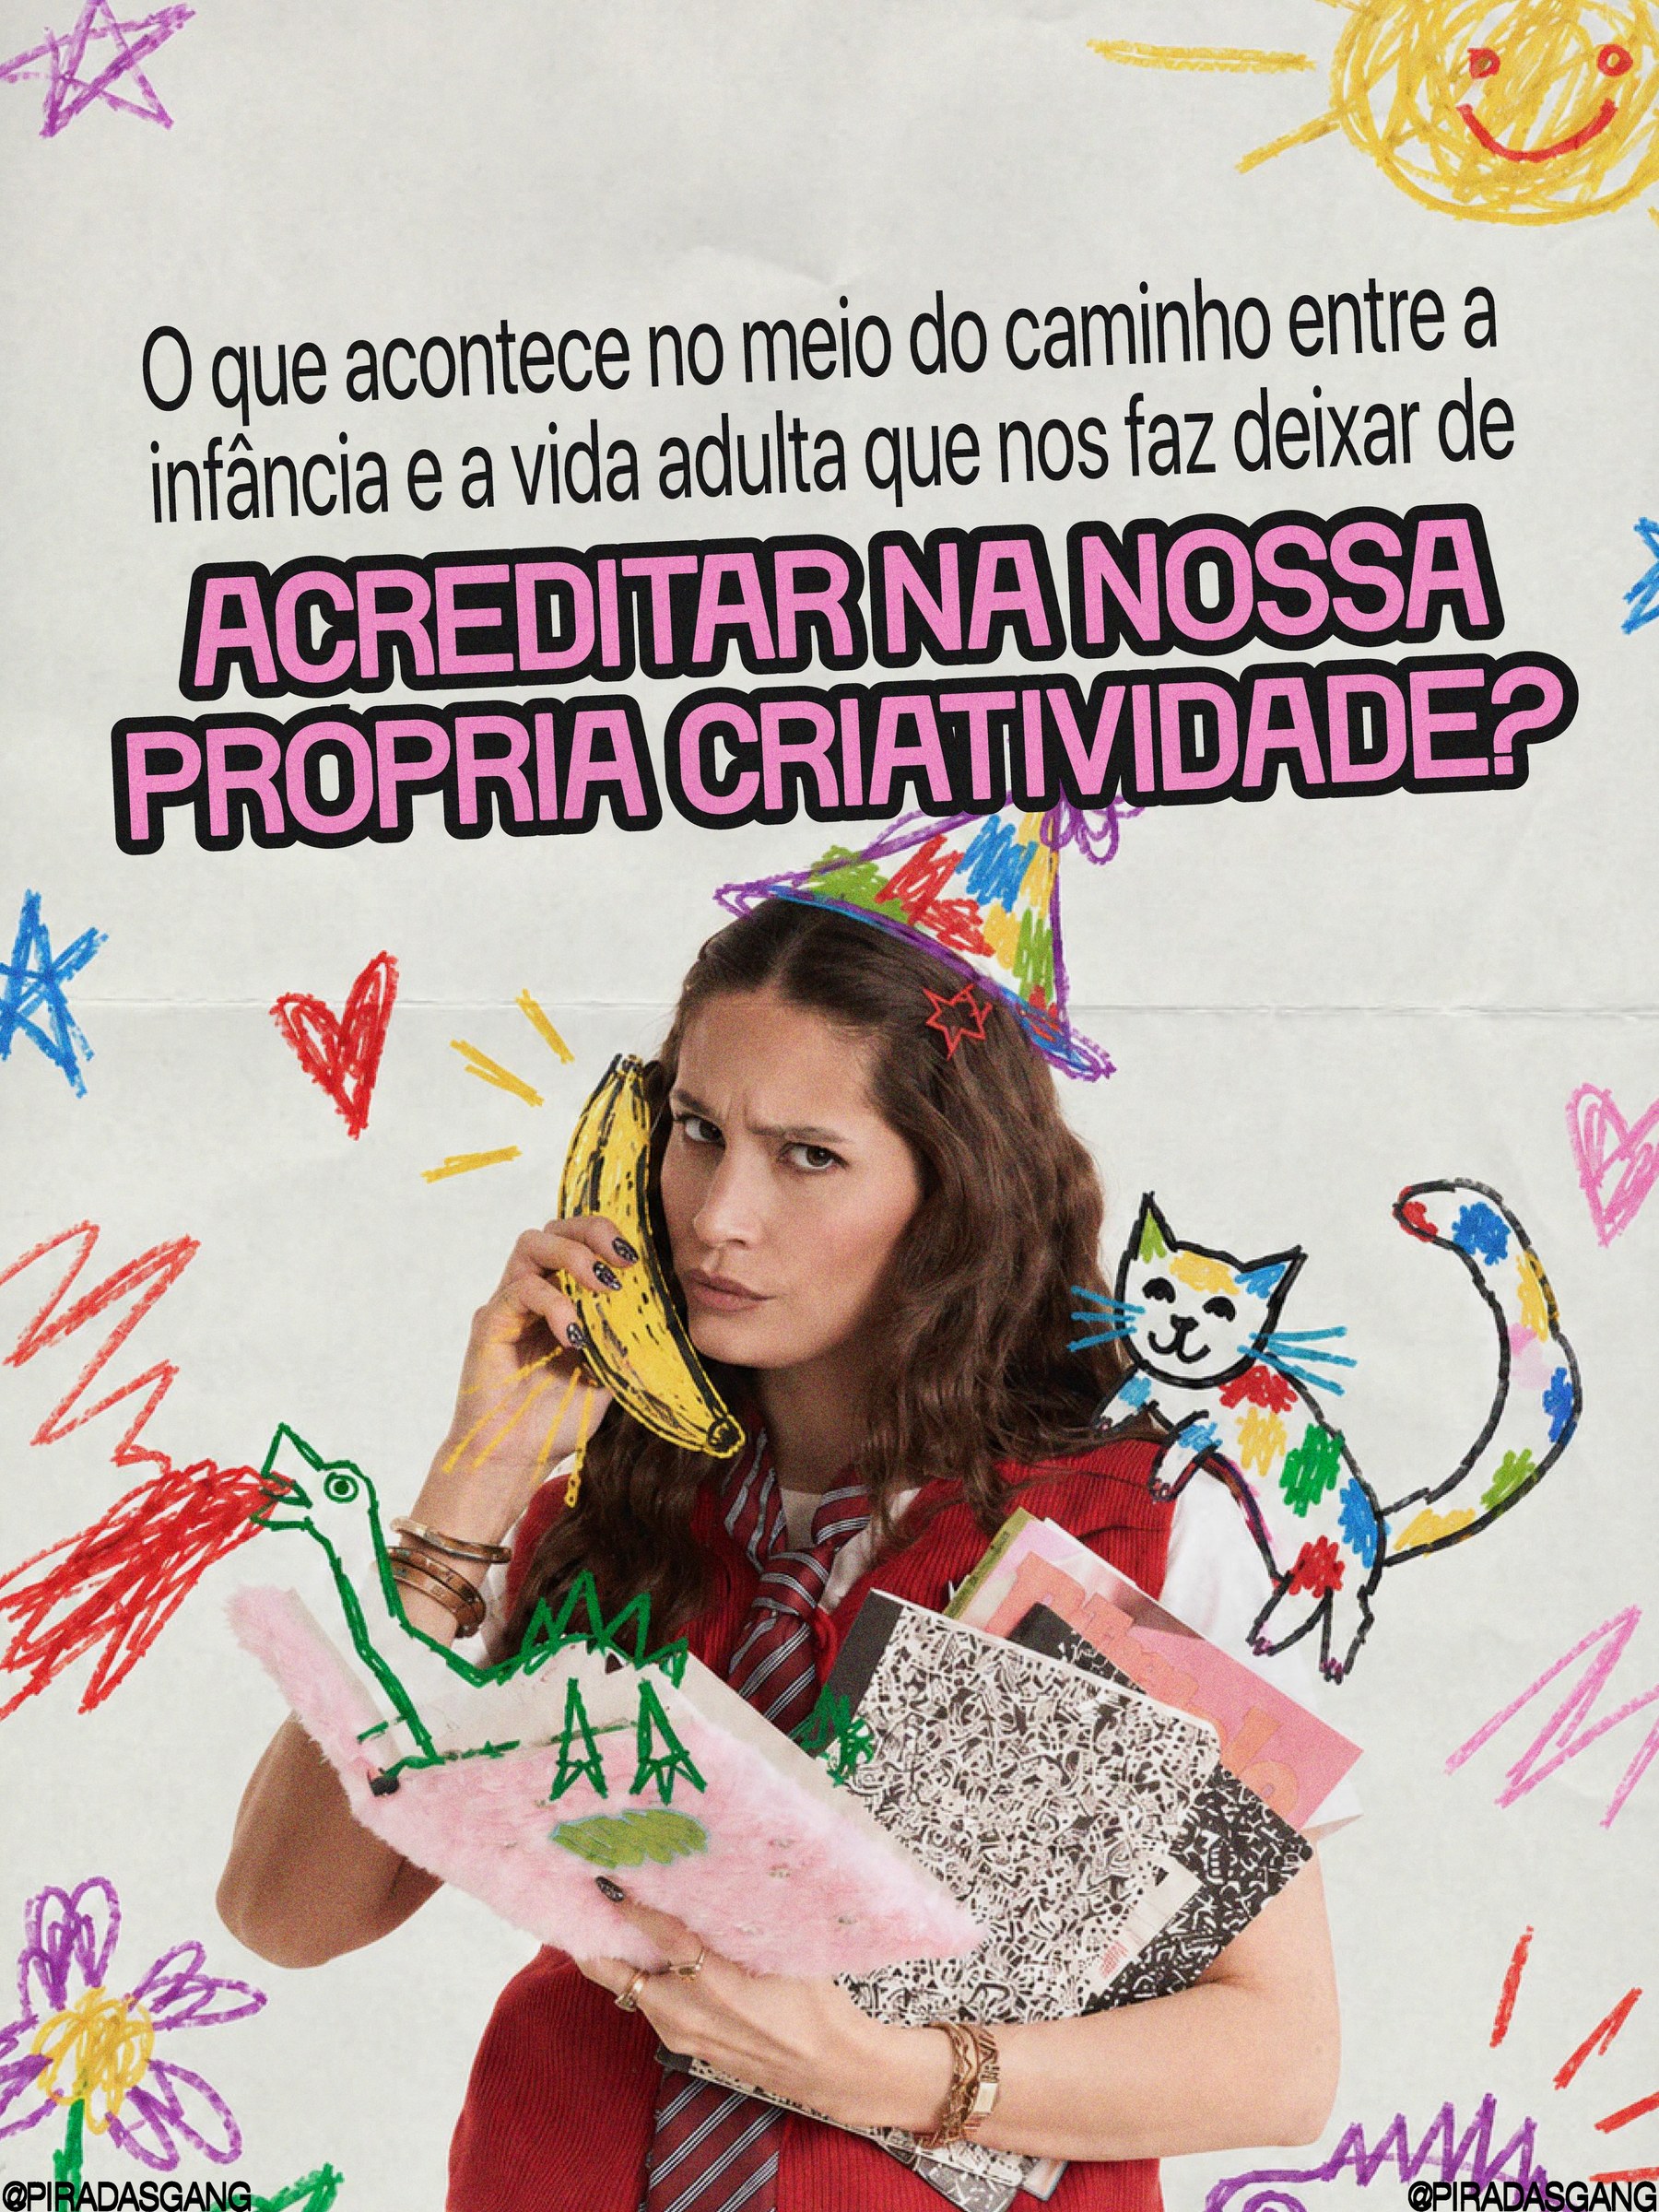 O que acontece no meio do caminho entre a
infância e a vida adulta que nos faz deixar de
ACREDITAR NA NOSSA
PROPRIA CRIATIVIDADE?
@PIRADASGANG
@PIRADASGANG